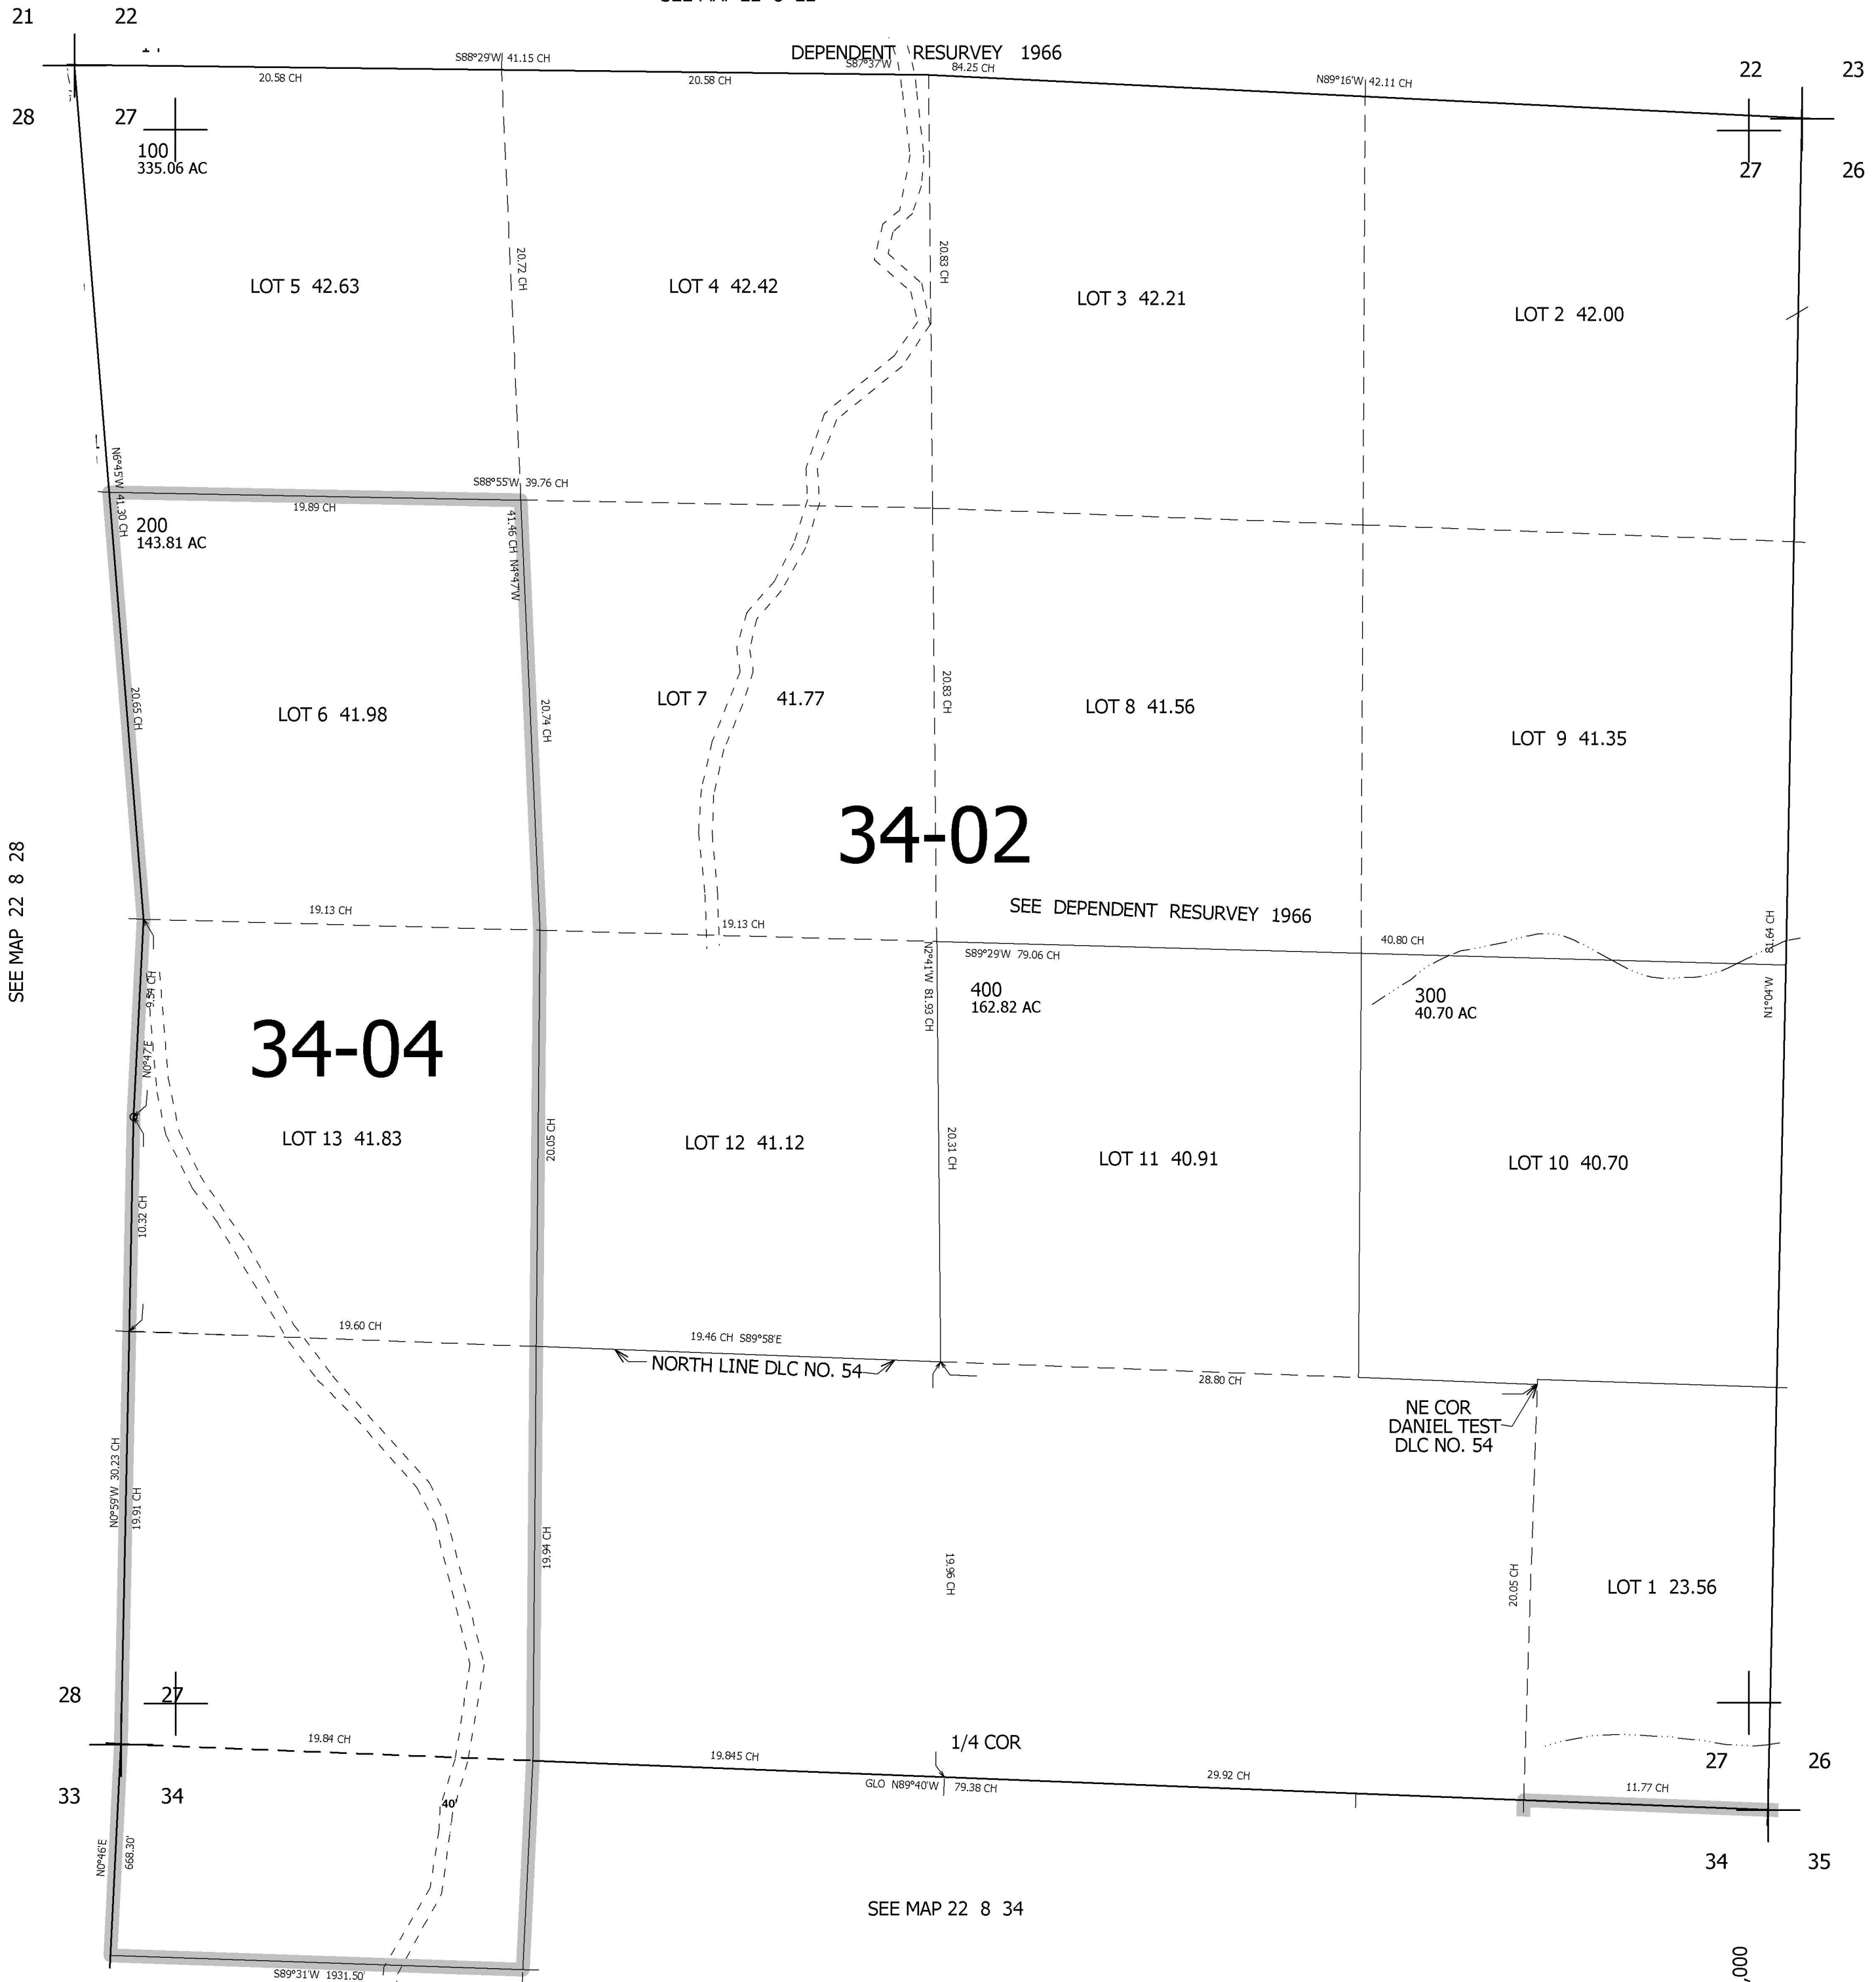 21
22
DEPENDENT RESURVEY 1966
S88°29'W 41.15 CH
S87°37'W
84.25 CH
20.58 CH
20.58 CH
N89°16'W 42.11 CH
22
23
28
27
27
26
100
335.06 AC
20.72 CH
20.83 CH
LOT 5 42.63
LOT 4 42.42
LOT 3 42.21
LOT 2 42.00
N6°45'W 41.30 CH
S88°55'W 39.76 CH
19.89 CH
200
143.81 AC
41.46 CH N4°47'W
20.65 CH
20.74 CH
20.83 CH
LOT 6 41.98
LOT 7 41.77
LOT 8 41.56
LOT 9 41.35
34-02
SEE MAP 22 8 28
19.13 CH
19.13 CH
SEE DEPENDENT RESURVEY 1966
40.80 CH
S89°29'W 79.06 CH
81.64 CH
N1°04'W
N2°41'W 81.93 CH
400
162.82 AC
300
40.70 AC
9.54 CH
N0°47'E
34-04
LOT 13 41.83
LOT 12 41.12
LOT 11 40.91
LOT 10 40.70
20.05 CH
20.31 CH
10.32 CH
19.60 CH
19.46 CH S89°58'E
NORTH LINE DLC NO. 54
28.80 CH
NE COR
DANIEL TEST
DLC NO. 54
N0°59'W 30.23 CH
19.91 CH
19.94 CH
19.96 CH
20.05 CH
LOT 1 23.56
28
27
19.84 CH
19.845 CH
1/4 COR
GLO N89°40'W 79.38 CH
29.92 CH
27
26
11.77 CH
33
34
40'
34
35
N0°46'E
668.30'
SEE MAP 22 8 34
S89°31'W 1931.50'